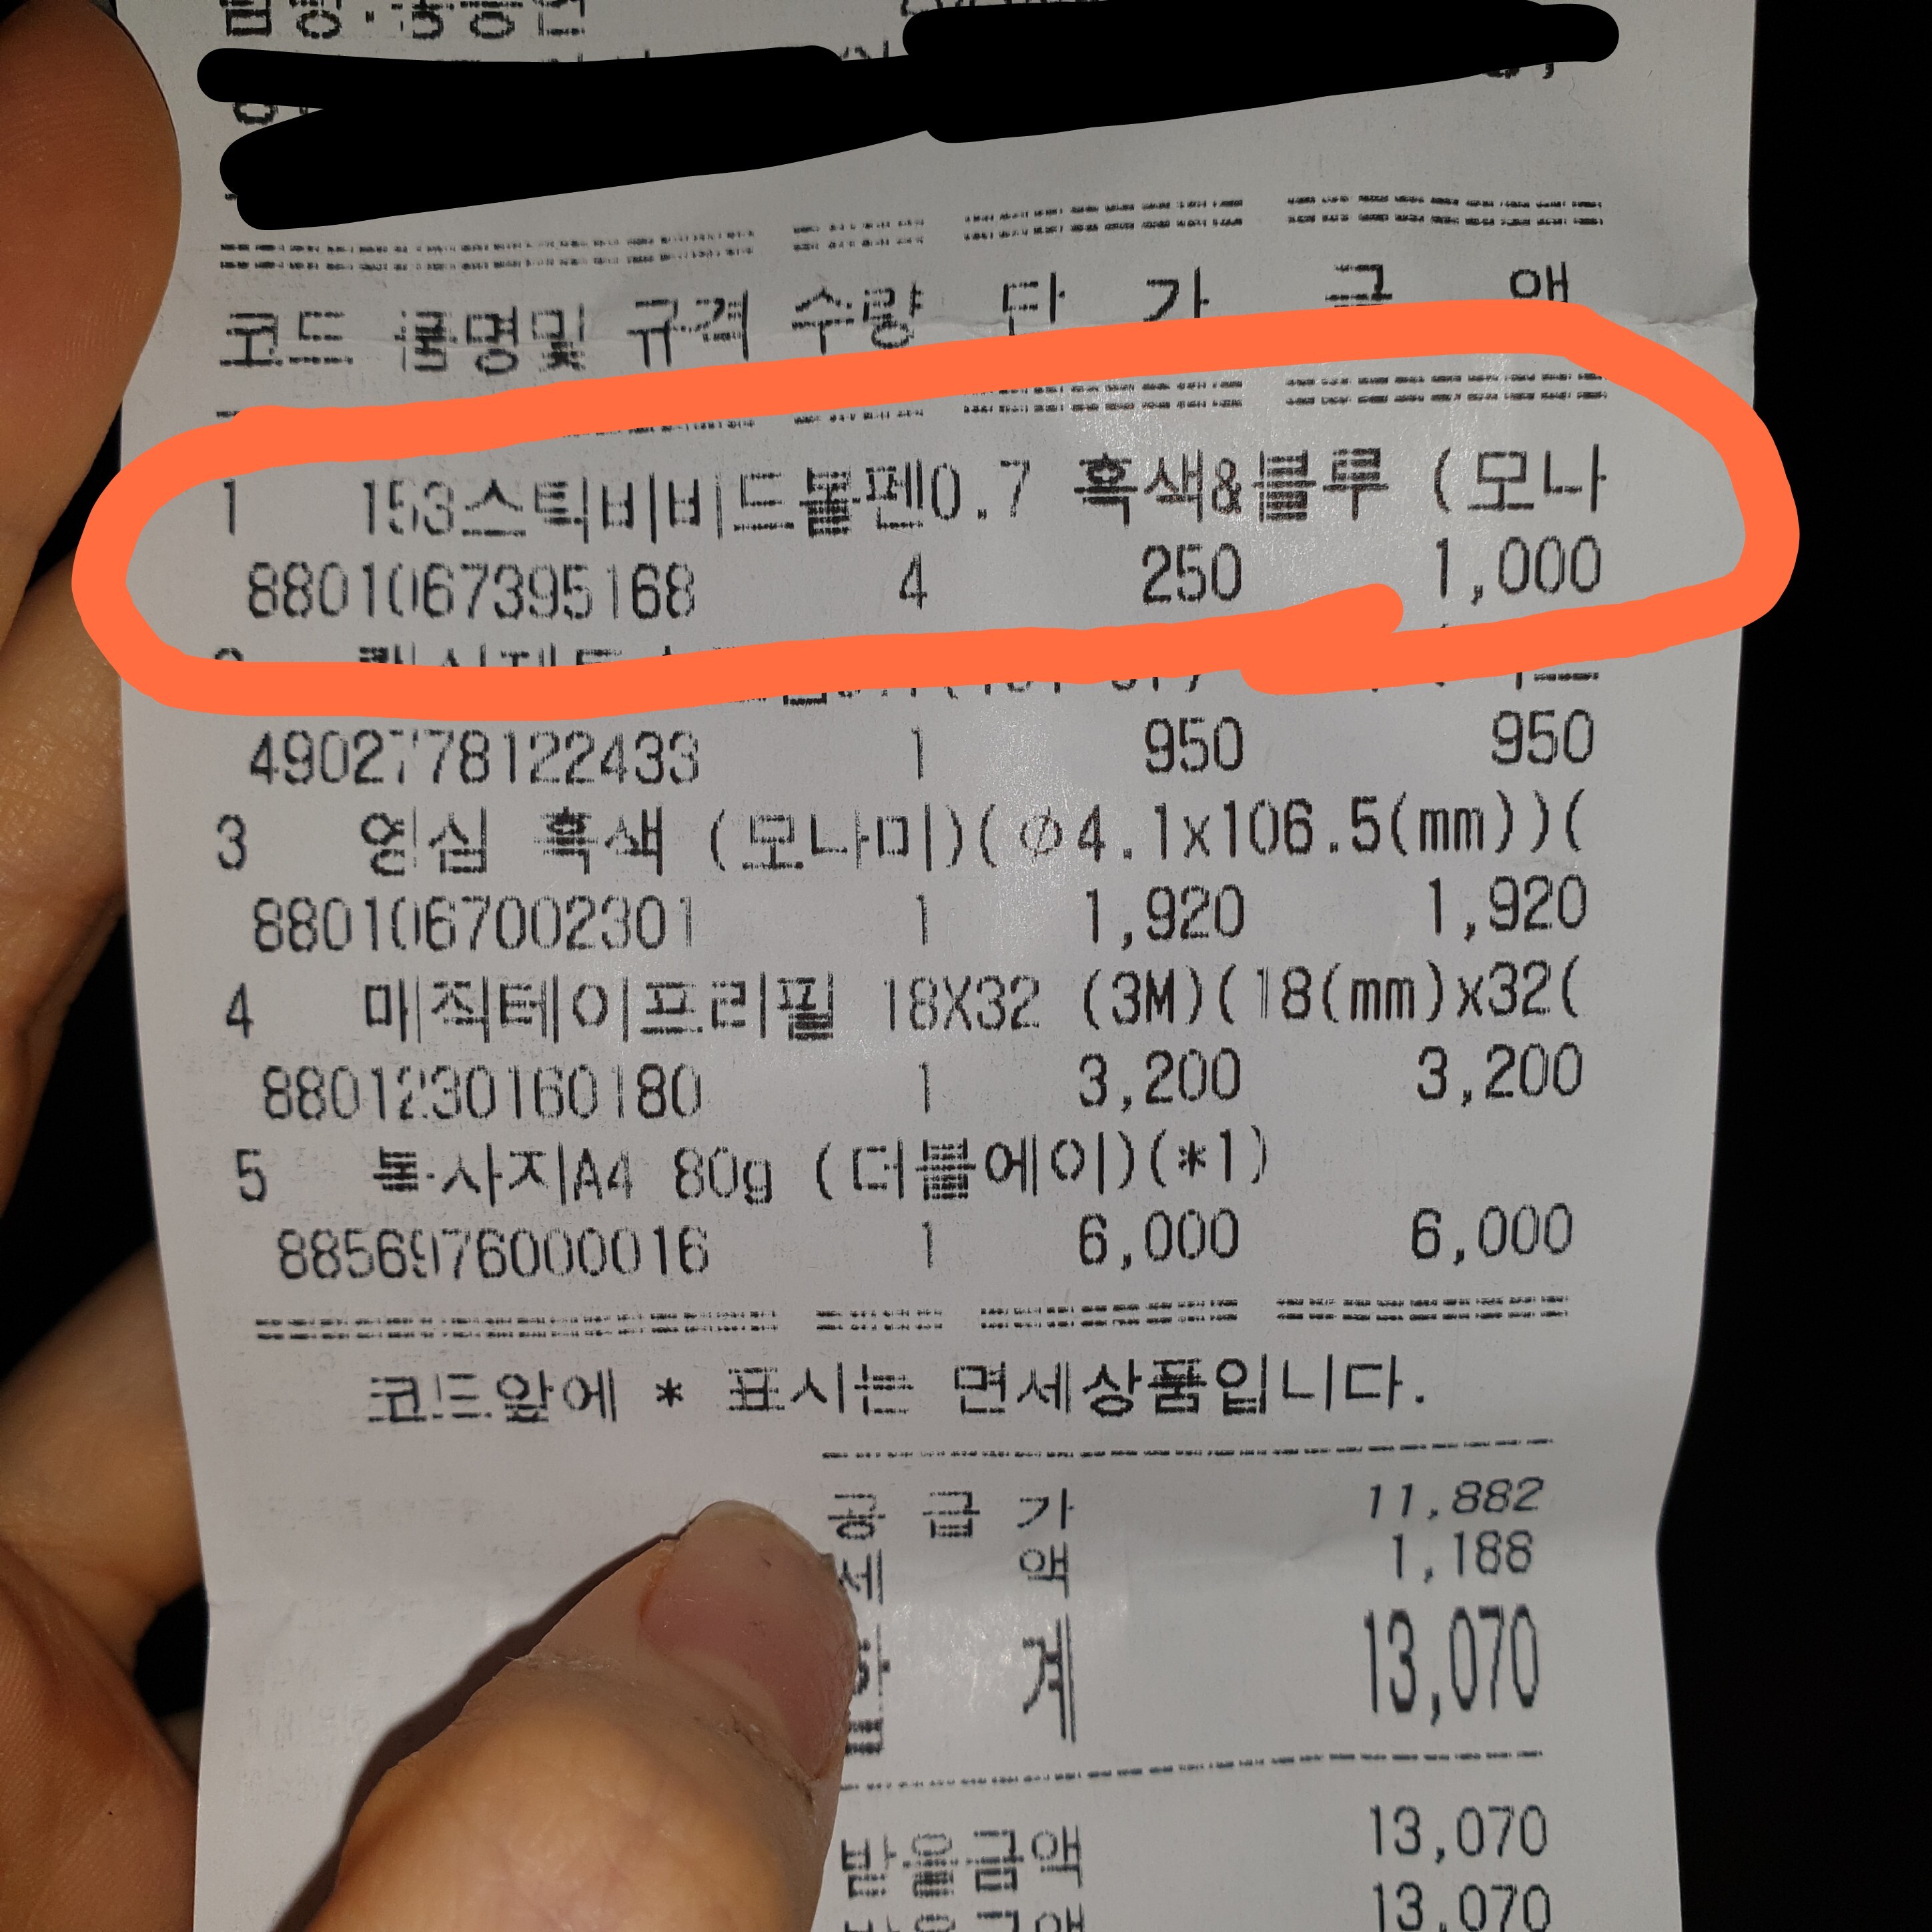 코드 품명및 규격 수량 단 가 금 액
1 153스틱비비드볼펜0.7 흑색&블루 (모나
8801067395168 4 250 1,000
4902778122433 1 950 950
3 영심 흑색 (모나미)(Φ4.1x106.5(mm))(
8801067002301 1 1,920 1,920
4 매직테이프리필 18X32 (3M)(18(mm)x32(
8801230160180 1 3,200 3,200
5 복사지A4 80g (더블에이)(*1)
8856976000016 1 6,000 6,000
코드앞에 * 표시는 면세상품입니다.
공 급 가 11,882
세 액 1,188
합 계 13,070
받을금액 13,070
받은금액 13,070